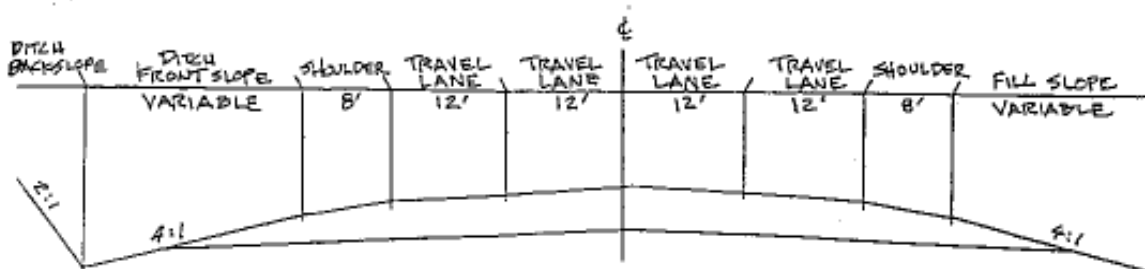 ℄
DITCH BACKSLOPE
DITCH FRONT SLOPE
SHOULDER
TRAVEL LANE
TRAVEL LANE
TRAVEL LANE
TRAVEL LANE
SHOULDER
FILL SLOPE
VARIABLE
8'
12'
12'
12'
12'
8'
VARIABLE
2:1
4:1
4:1